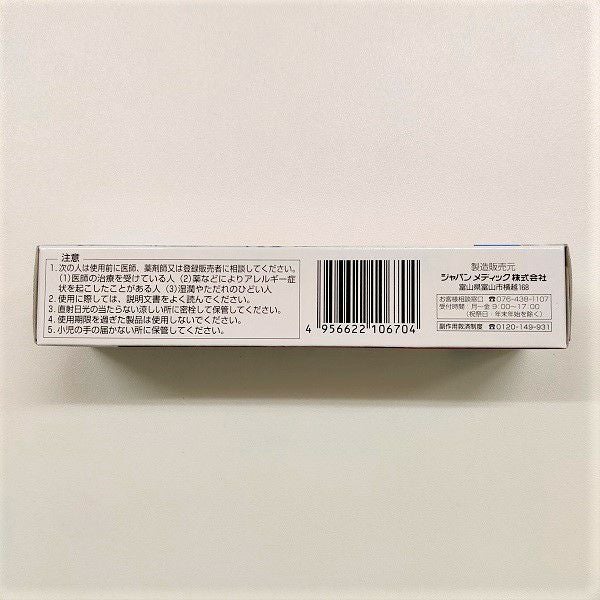 注意
1. 次の人は使用前に医師、薬剤師又は登録販売者に相談してください。
(1)医師の治療を受けている人 (2)薬などによりアレルギー症
状を起こしたことがある人 (3)湿潤やただれのひどい人
2. 使用に際しては、説明文書をよく読んでください。
3. 直射日光の当たらない涼しい所に密栓して保管してください。
4. 使用期限を過ぎた製品は使用しないでください。
5. 小児の手の届かない所に保管してください。
4 956622 106704
製造販売元
ジャパンメディック株式会社
富山県富山市横越168
お客様相談窓口 ☎076-438-1107
受付時間：月～金 9：00～17：00
(祝祭日・年末年始を除く)
副作用救済制度 ☎0120-149-931